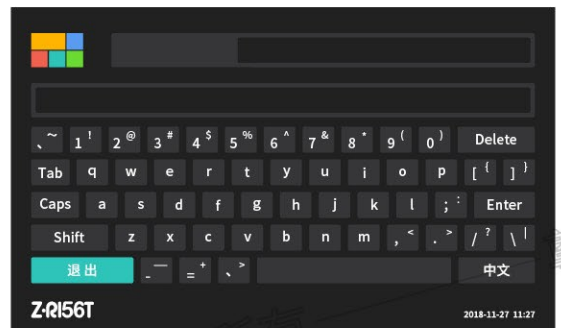 、 ~ 1 ! 2 @ 3 # 4 $ 5 % 6 ^ 7 & 8 * 9 ( 0 ) Delete
Tab q w e r t y u i o p [ { ] }
Caps a s d f g h j k l ; : Enter
Shift z x c v b n m , < . > / ? \ |
退出 - — = + 、 > 中文
Z·RI56T 2018-11-27 11:27